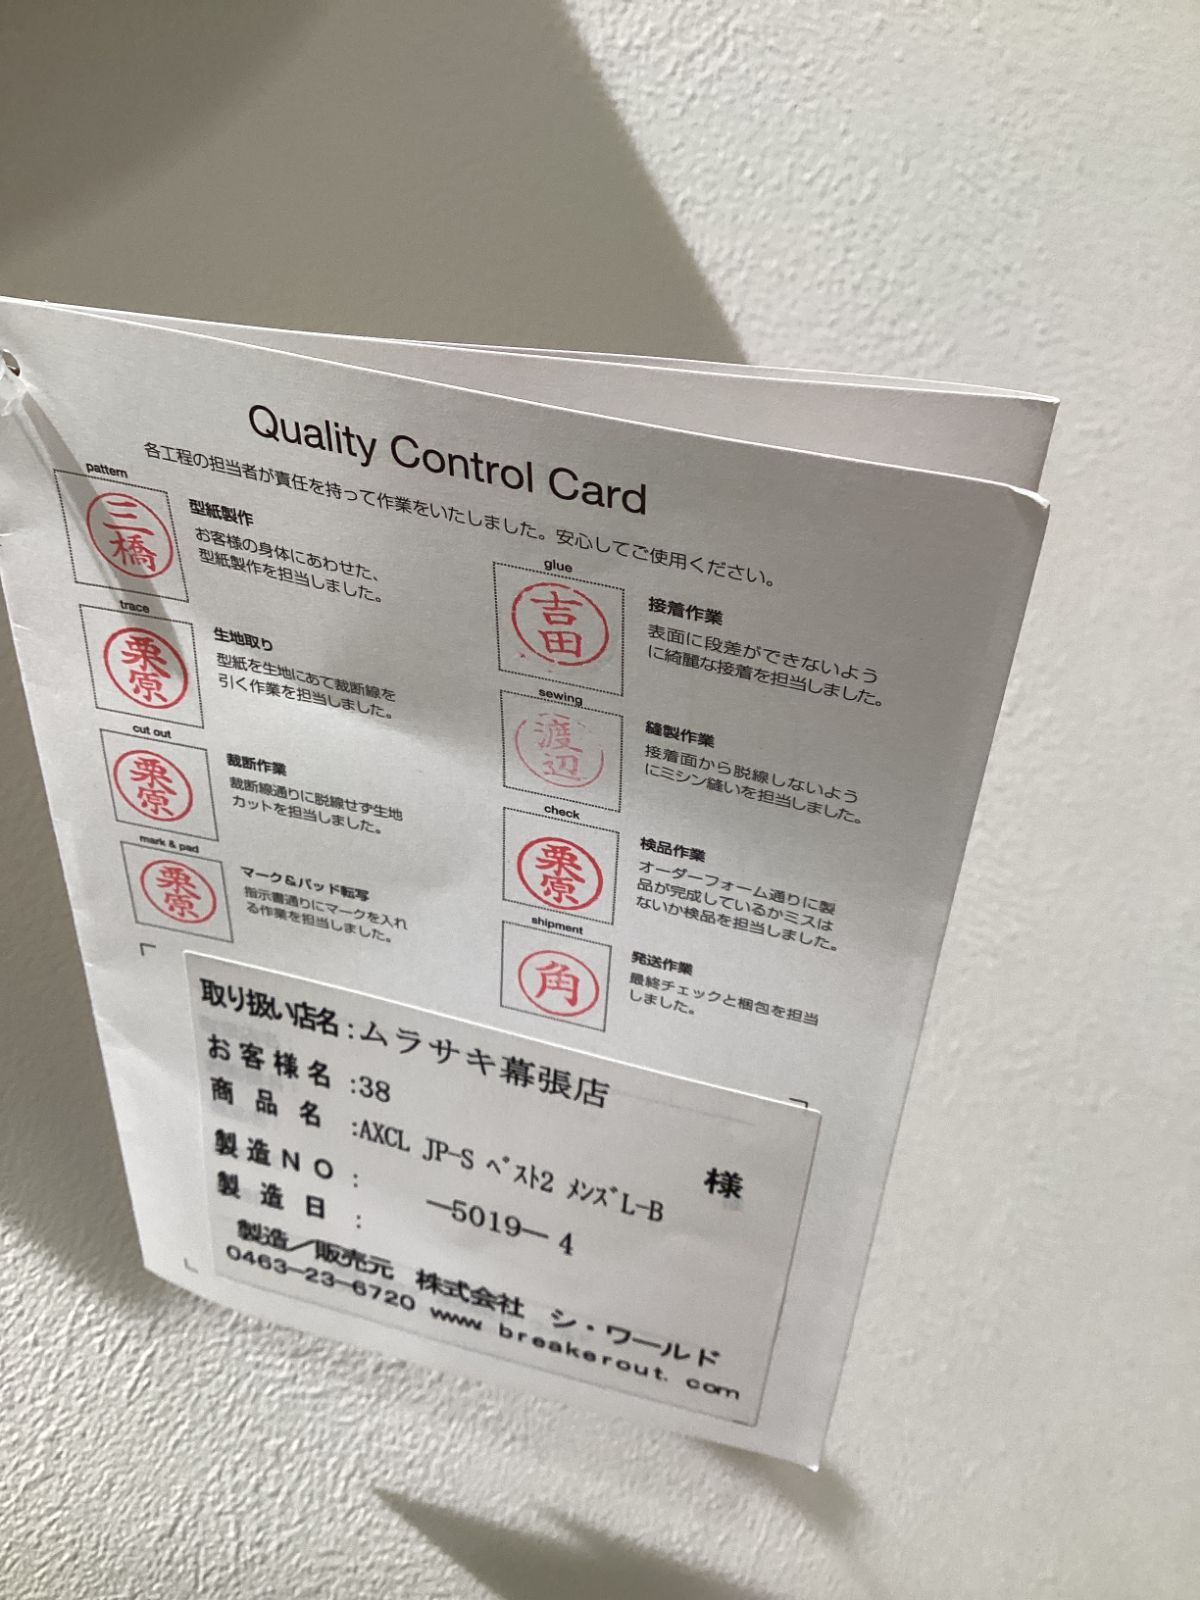 Quality Control Card
各工程の担当者が責任を持って作業をいたしました。安心してご使用ください。
pattern
三橋
型紙製作
お客様の身体にあわせた、
型紙製作を担当しました。
trace
栗原
生地取り
型紙を生地にあて裁断線を
引く作業を担当しました。
cut out
栗原
裁断作業
裁断線通りに脱線せず生地
カットを担当しました。
mark & pad
栗原
マーク&パッド転写
指示書通りにマークを入れ
る作業を担当しました。
glue
吉田
接着作業
表面に段差ができないよう
に綺麗な接着を担当しました。
sewing
渡辺
縫製作業
接着面から脱線しないよう
にミシン縫いを担当しました。
check
栗原
検品作業
オーダーフォーム通りに製
品が完成しているかミスは
ないか検品を担当しました。
shipment
角
発送作業
最終チェックと梱包を担当
しました。
取り扱い店名:ムラサキ幕張店
お客様名:38 様
商品名:AXCL JP-S ベスト2 メンズL-B
製造NO: -5019-4
製造日:
製造/販売元 株式会社 シ・ワールド
0463-23-6720 www.breakerout.com